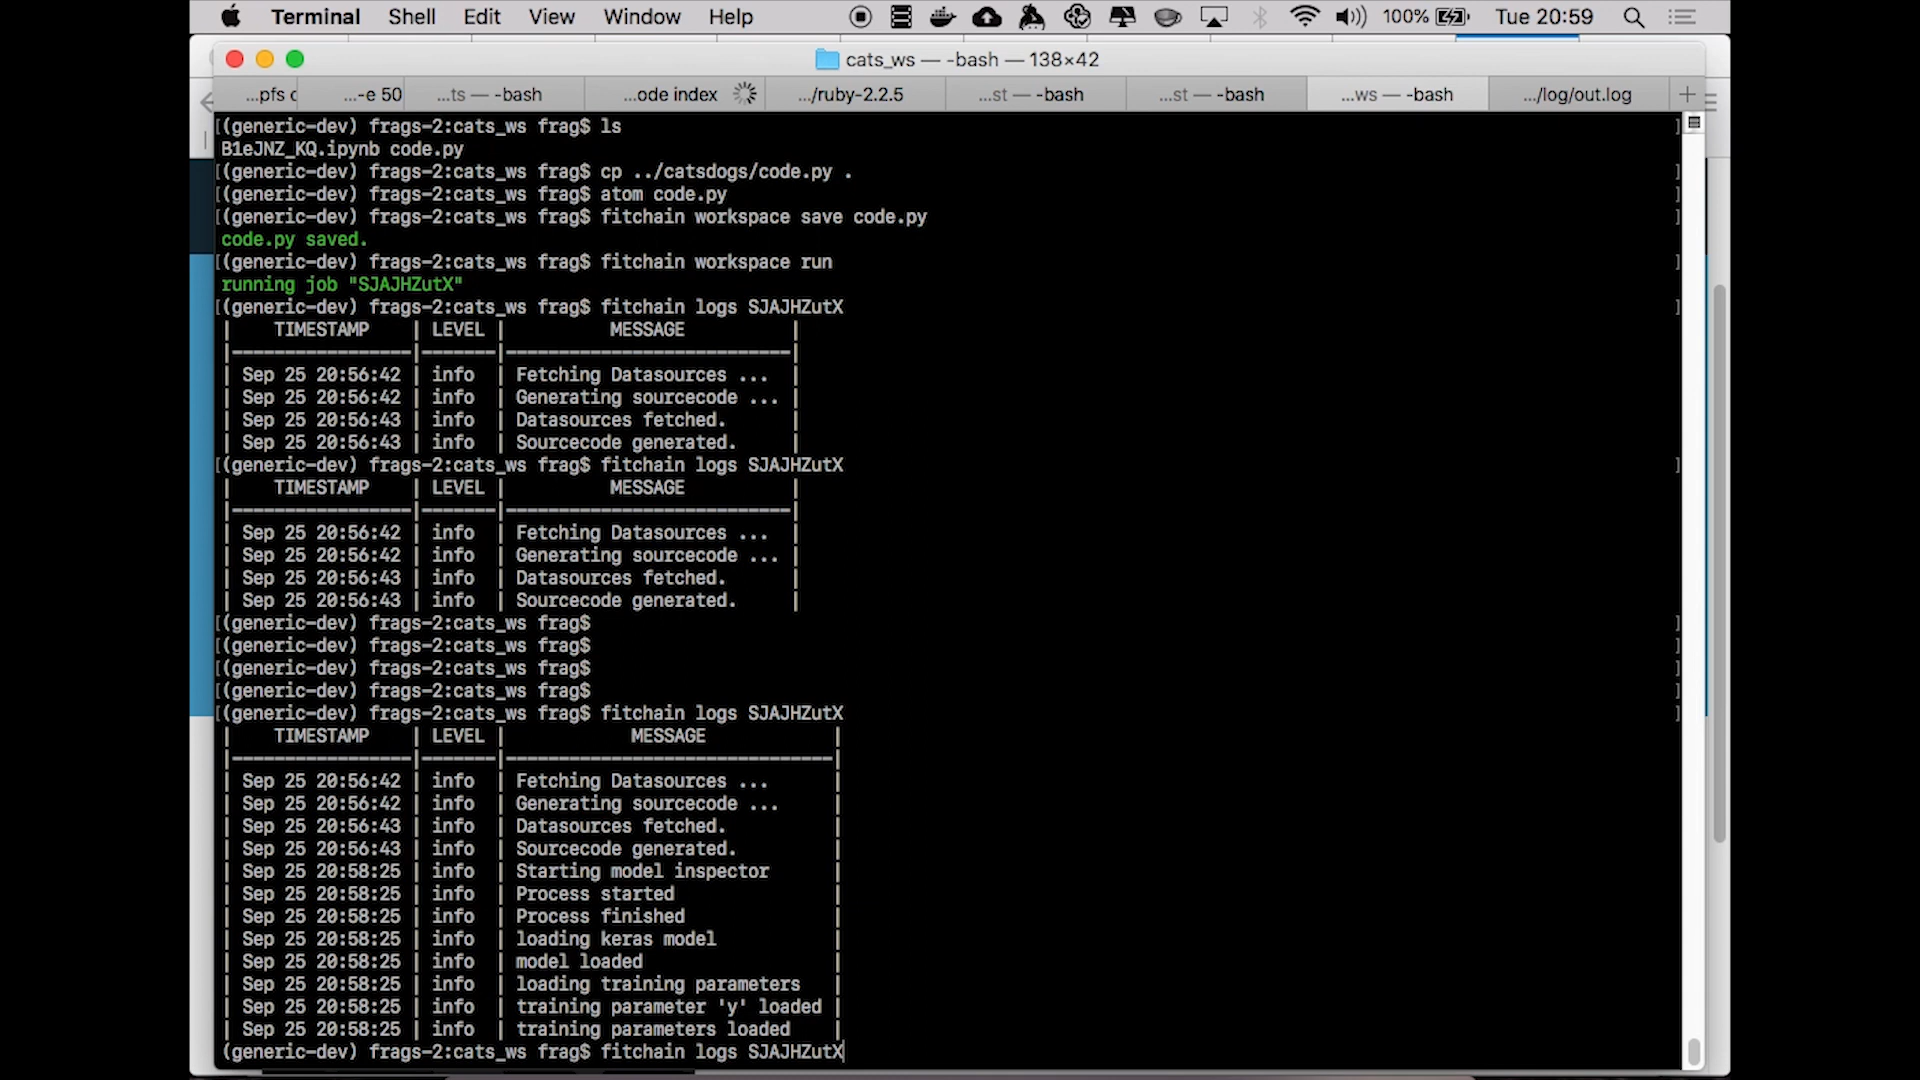 Terminal Shell Edit View Window Help 100% Tue 20:59
cats_ws — -bash — 138×42
...pfs c ...-e 50 ...ts — -bash ...ode index .../ruby-2.2.5 ...st — -bash ...st — -bash ...ws — -bash .../log/out.log +
[(generic-dev) frags-2:cats_ws frag$ ls ]
B1eJNZ_KQ.ipynb code.py
[(generic-dev) frags-2:cats_ws frag$ cp ../catsdogs/code.py . ]
[(generic-dev) frags-2:cats_ws frag$ atom code.py ]
[(generic-dev) frags-2:cats_ws frag$ fitchain workspace save code.py ]
code.py saved.
[(generic-dev) frags-2:cats_ws frag$ fitchain workspace run ]
running job "SJAJHZutX"
[(generic-dev) frags-2:cats_ws frag$ fitchain logs SJAJHZutX ]
| TIMESTAMP | LEVEL | MESSAGE |
| Sep 25 20:56:42 | info | Fetching Datasources ... |
| Sep 25 20:56:42 | info | Generating sourcecode ... |
| Sep 25 20:56:43 | info | Datasources fetched. |
| Sep 25 20:56:43 | info | Sourcecode generated. |
[(generic-dev) frags-2:cats_ws frag$ fitchain logs SJAJHZutX ]
| TIMESTAMP | LEVEL | MESSAGE |
| Sep 25 20:56:42 | info | Fetching Datasources ... |
| Sep 25 20:56:42 | info | Generating sourcecode ... |
| Sep 25 20:56:43 | info | Datasources fetched. |
| Sep 25 20:56:43 | info | Sourcecode generated. |
[(generic-dev) frags-2:cats_ws frag$ ]
[(generic-dev) frags-2:cats_ws frag$ ]
[(generic-dev) frags-2:cats_ws frag$ ]
[(generic-dev) frags-2:cats_ws frag$ ]
[(generic-dev) frags-2:cats_ws frag$ fitchain logs SJAJHZutX ]
| TIMESTAMP | LEVEL | MESSAGE |
| Sep 25 20:56:42 | info | Fetching Datasources ... |
| Sep 25 20:56:42 | info | Generating sourcecode ... |
| Sep 25 20:56:43 | info | Datasources fetched. |
| Sep 25 20:56:43 | info | Sourcecode generated. |
| Sep 25 20:58:25 | info | Starting model inspector |
| Sep 25 20:58:25 | info | Process started |
| Sep 25 20:58:25 | info | Process finished |
| Sep 25 20:58:25 | info | loading keras model |
| Sep 25 20:58:25 | info | model loaded |
| Sep 25 20:58:25 | info | loading training parameters |
| Sep 25 20:58:25 | info | training parameter 'y' loaded |
| Sep 25 20:58:25 | info | training parameters loaded |
(generic-dev) frags-2:cats_ws frag$ fitchain logs SJAJHZutX